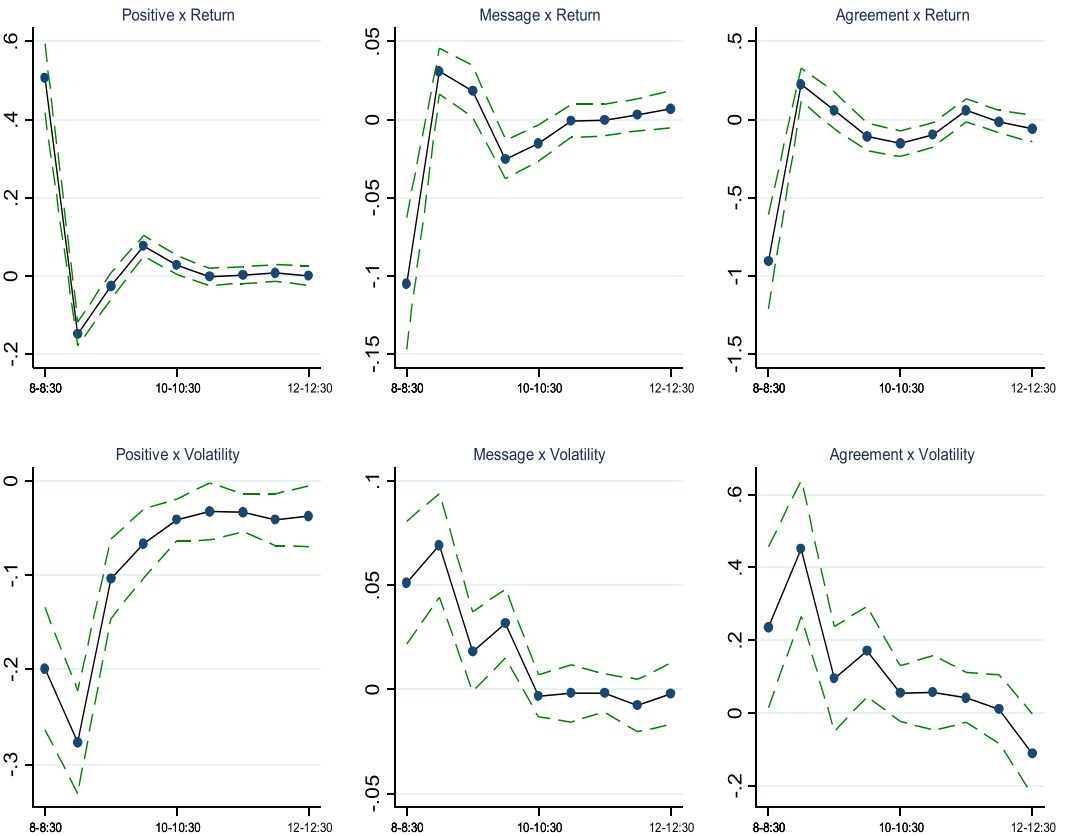 Positive x Return
.6
.4
.2
0
-.2
8-8:30 10-10:30 12-12:30
Message x Return
.05
0
-.05
-.1
-.15
8-8:30 10-10:30 12-12:30
Agreement x Return
.5
0
-.5
-1
-1.5
8-8:30 10-10:30 12-12:30
Positive x Volatility
0
-.1
-.2
-.3
8-8:30 10-10:30 12-12:30
Message x Volatility
.1
.05
0
-.05
8-8:30 10-10:30 12-12:30
Agreement x Volatility
.6
.4
.2
0
-.2
8-8:30 10-10:30 12-12:30